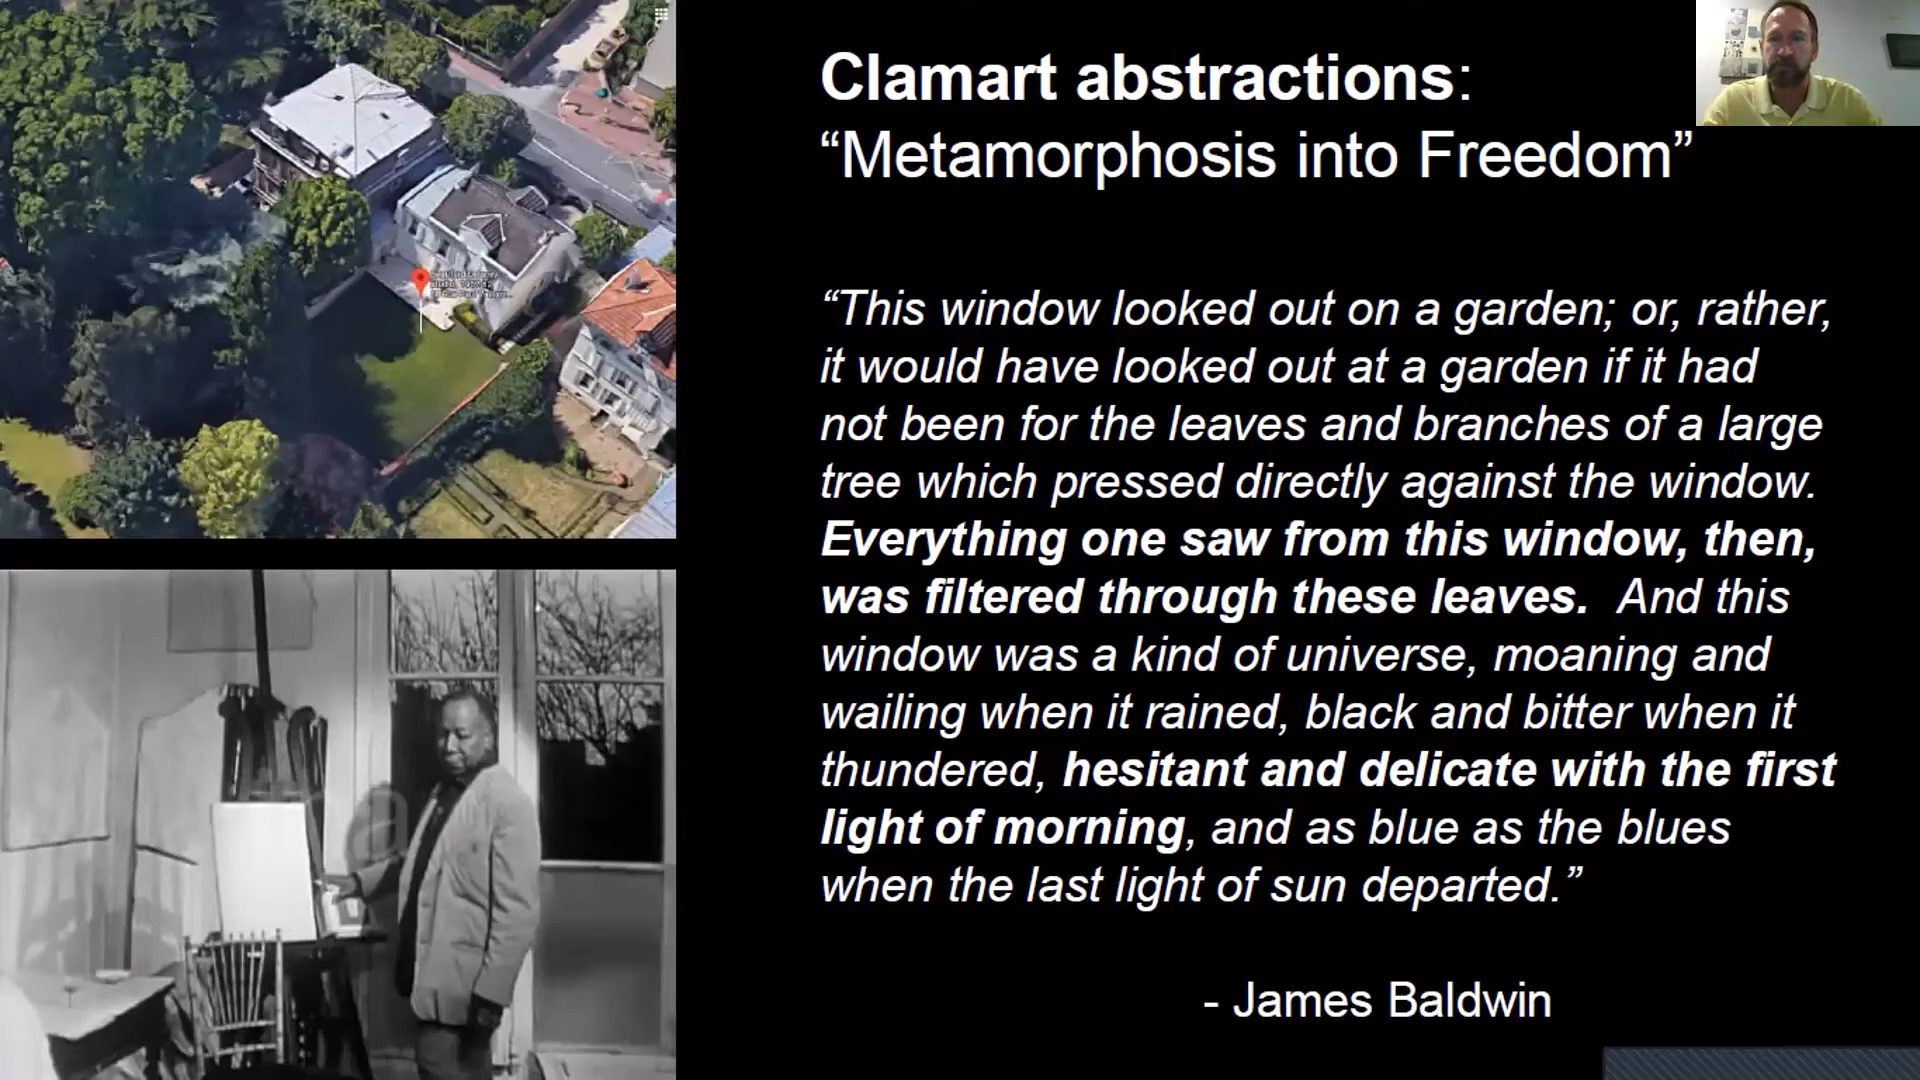 Clamart abstractions:
“Metamorphosis into Freedom”
“This window looked out on a garden; or, rather,
it would have looked out at a garden if it had
not been for the leaves and branches of a large
tree which pressed directly against the window.
Everything one saw from this window, then,
was filtered through these leaves.  And this
window was a kind of universe, moaning and
wailing when it rained, black and bitter when it
thundered, hesitant and delicate with the first
light of morning, and as blue as the blues
when the last light of sun departed.”
- James Baldwin